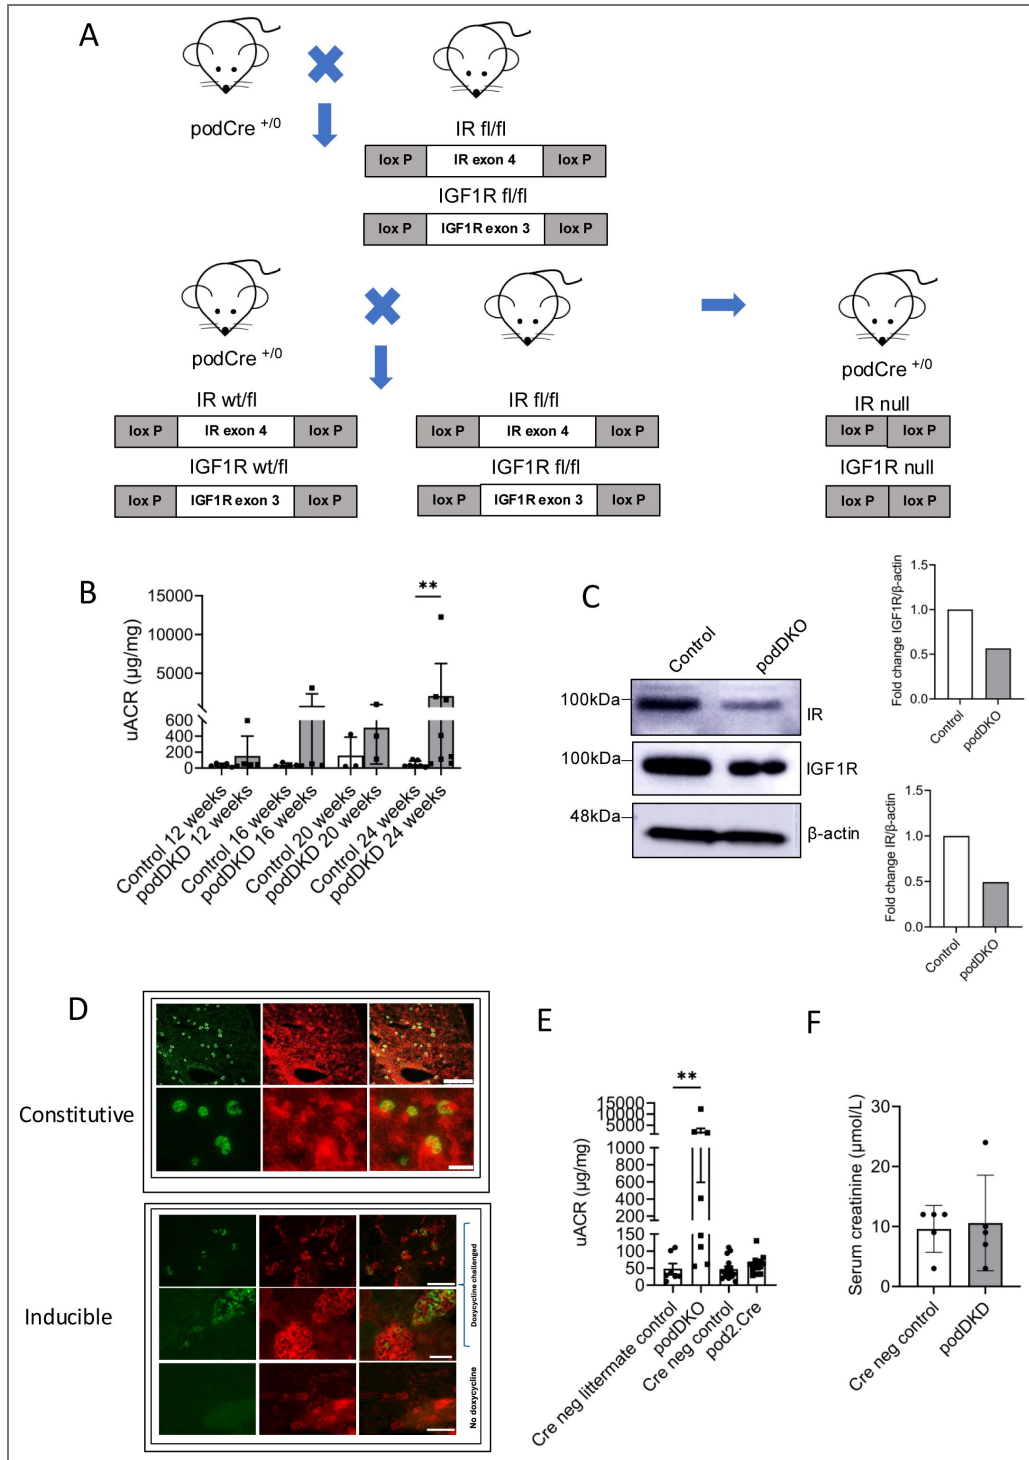 A
podCre +/0
IR fl/fl
lox P IR exon 4 lox P
IGF1R fl/fl
lox P IGF1R exon 3 lox P
podCre +/0
podCre +/0
IR wt/fl
IR fl/fl
IR null
lox P IR exon 4 lox P
lox P IR exon 4 lox P
lox P lox P
IGF1R wt/fl
IGF1R fl/fl
IGF1R null
lox P IGF1R exon 3 lox P
lox P IGF1R exon 3 lox P
lox P lox P
B
uACR (µg/mg)
15000
10000
5000
600
400
200
0
**
Control 12 weeks
podDKD 12 weeks
Control 16 weeks
podDKD 16 weeks
Control 20 weeks
podDKD 20 weeks
Control 24 weeks
podDKD 24 weeks
C
Control
podDKO
100kDa
IR
100kDa
IGF1R
48kDa
β-actin
Fold change IGF1R/β-actin
1.5
1.0
0.5
0.0
Control
podDKO
Fold change IR/β-actin
1.5
1.0
0.5
0.0
Control
podDKO
D
Constitutive
Inducible
Doxycycline challenged
No doxycycline
E
uACR (µg/mg)
15000
10000
5000
1000
800
600
400
200
150
100
50
0
**
Cre neg littermate control
podDKO
Cre neg control
pod2.Cre
F
Serum creatinine (µmol/L)
30
20
10
0
Cre neg control
podDKD